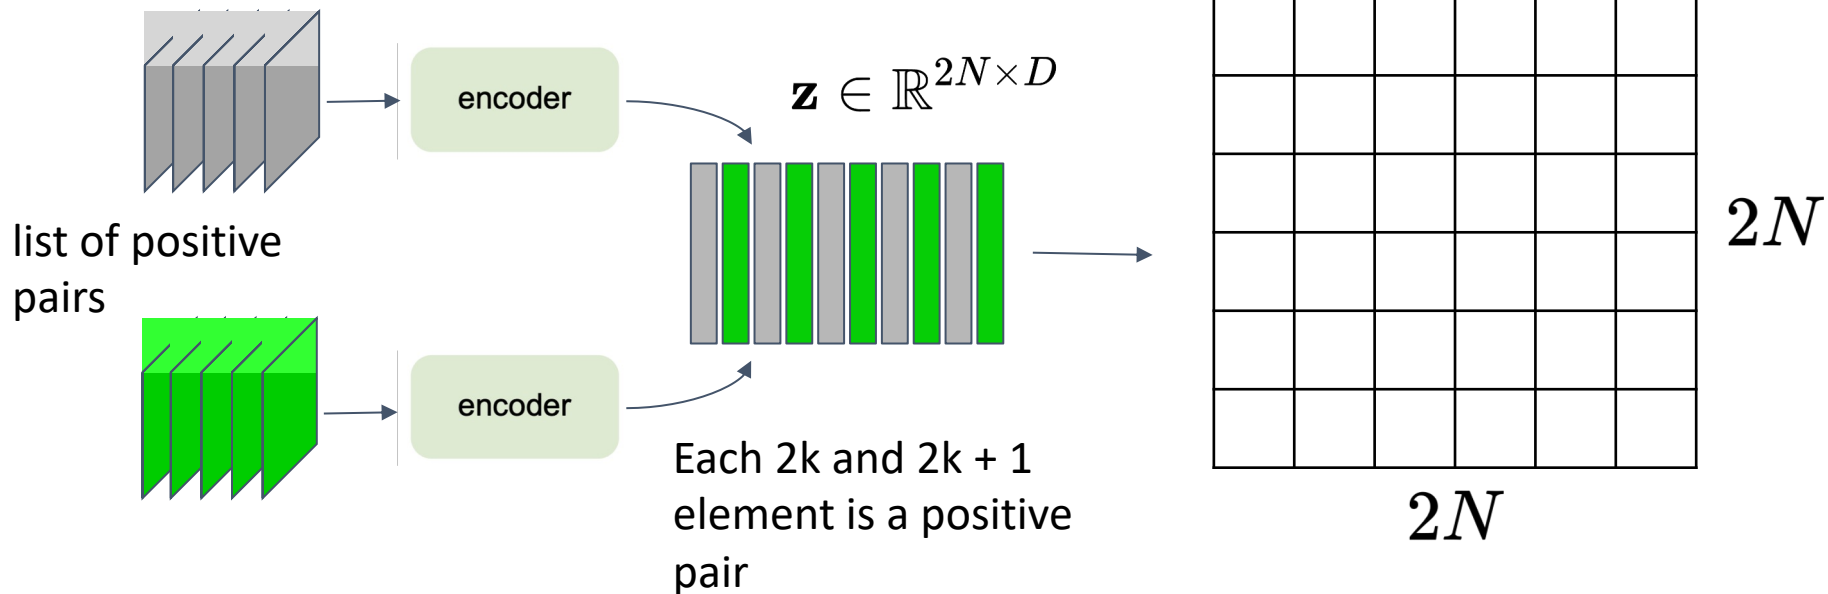 encoder
z ∈ ℝ^{2N×D}
list of positive
pairs
2N
encoder
Each 2k and 2k + 1
element is a positive
pair
2N